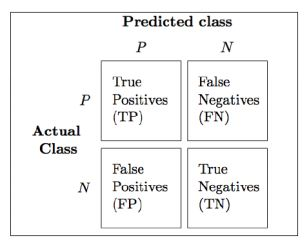 Predicted class
P N
True
Positives
(TP)
False
Negatives
(FN)
P
Actual
Class
N
False
Positives
(FP)
True
Negatives
(TN)